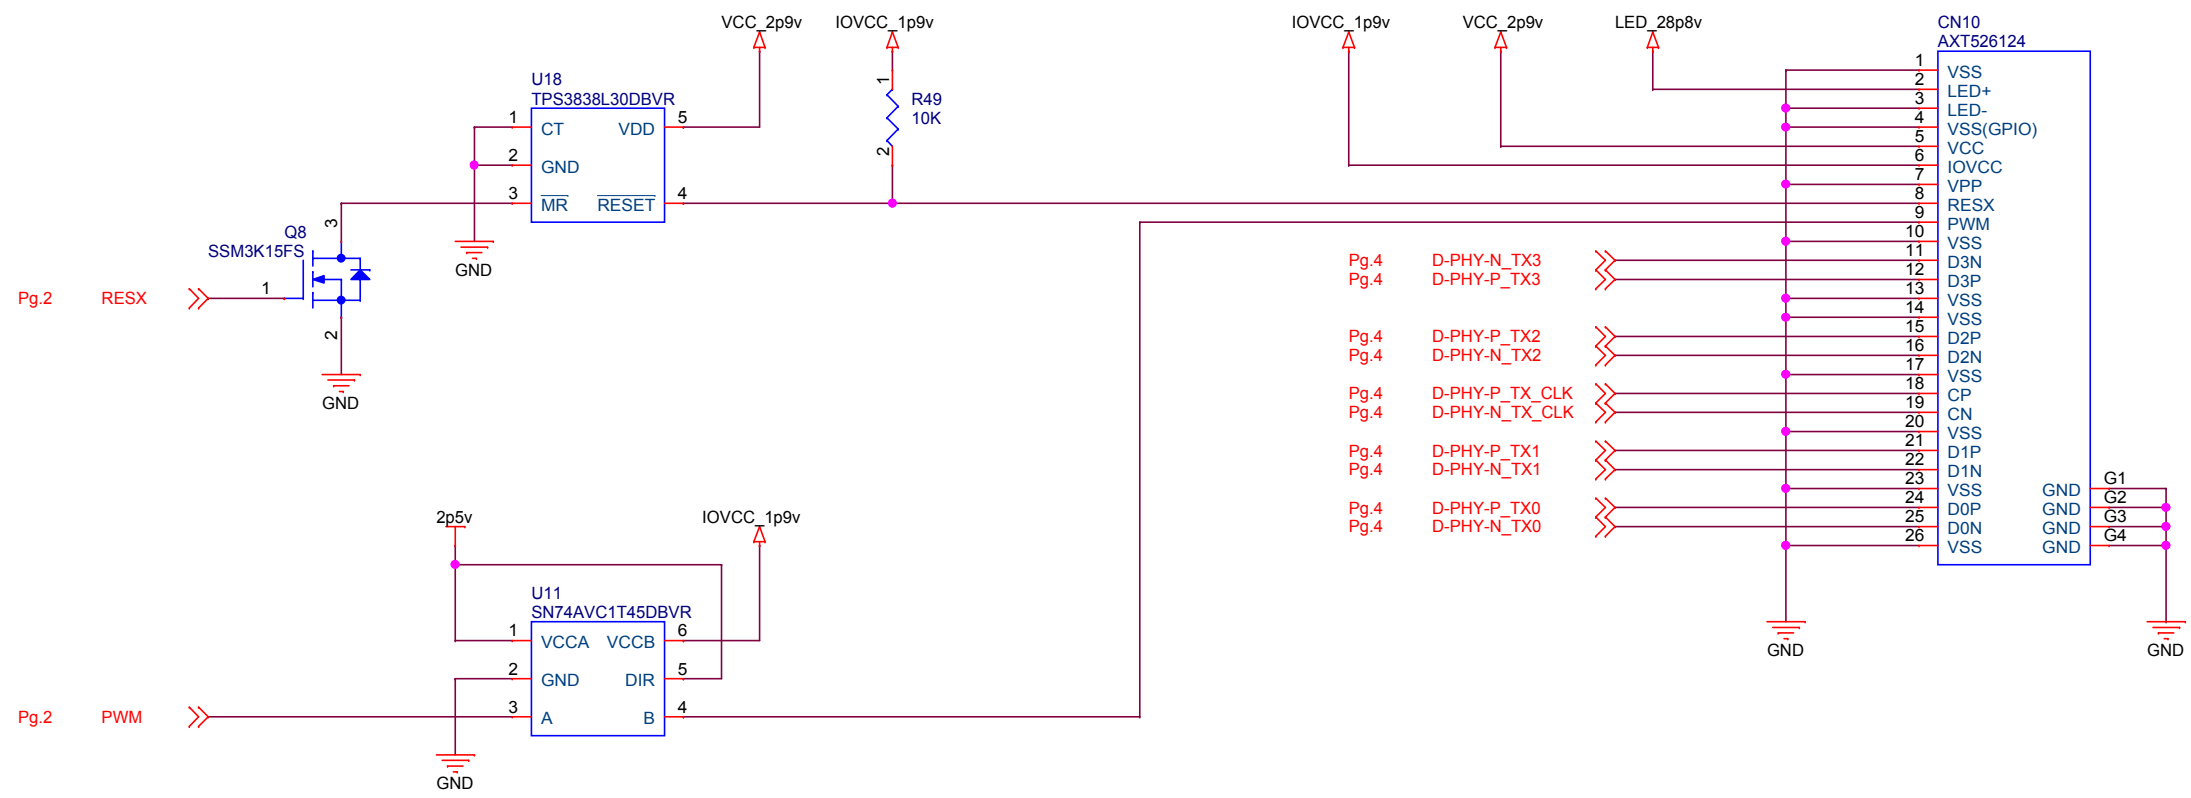 VCC_2p9v IOVCC_1p9v IOVCC_1p9v VCC_2p9v LED_28p8v
CN10
AXT526124
U18
TPS3838L30DBVR
1 CT VDD 5
2 GND
3 MR RESET 4
GND
1
R49
10K
2
Q8
SSM3K15FS
3
1
2
GND
Pg.2 RESX
1 VSS
2 LED+
3 LED-
4 VSS(GPIO)
5 VCC
6 IOVCC
7 VPP
8 RESX
9 PWM
10 VSS
Pg.4 D-PHY-N_TX3 11 D3N
Pg.4 D-PHY-P_TX3 12 D3P
13 VSS
14 VSS
Pg.4 D-PHY-P_TX2 15 D2P
Pg.4 D-PHY-N_TX2 16 D2N
17 VSS
Pg.4 D-PHY-P_TX_CLK 18 CP
Pg.4 D-PHY-N_TX_CLK 19 CN
20 VSS
Pg.4 D-PHY-P_TX1 21 D1P
Pg.4 D-PHY-N_TX1 22 D1N
23 VSS GND G1
Pg.4 D-PHY-P_TX0 24 D0P GND G2
Pg.4 D-PHY-N_TX0 25 D0N GND G3
26 VSS GND G4
GND GND
2p5v IOVCC_1p9v
U11
SN74AVC1T45DBVR
1 VCCA VCCB 6
2 GND DIR 5
Pg.2 PWM 3 A B 4
GND